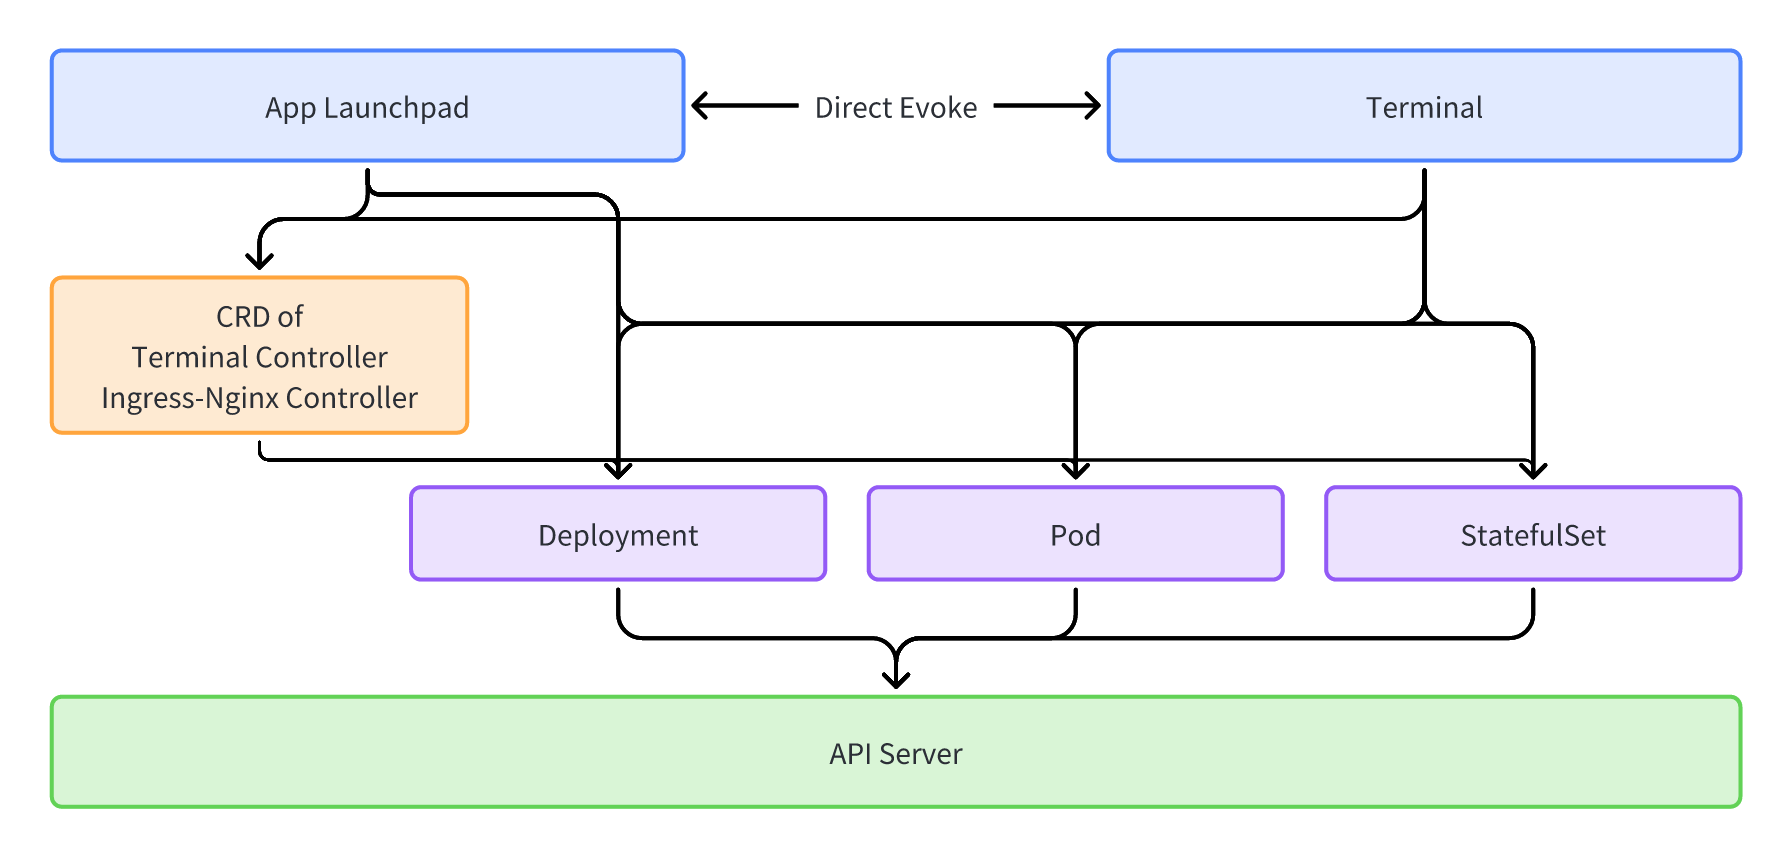 App Launchpad
Direct Evoke
Terminal
CRD of
Terminal Controller
Ingress-Nginx Controller
Deployment
Pod
StatefulSet
API Server